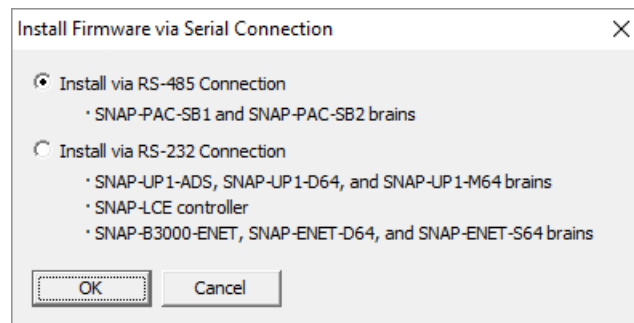 Install Firmware via Serial Connection
Install via RS-485 Connection
· SNAP-PAC-SB1 and SNAP-PAC-SB2 brains
Install via RS-232 Connection
· SNAP-UP1-ADS, SNAP-UP1-D64, and SNAP-UP1-M64 brains
· SNAP-LCE controller
· SNAP-B3000-ENET, SNAP-ENET-D64, and SNAP-ENET-S64 brains
OK Cancel